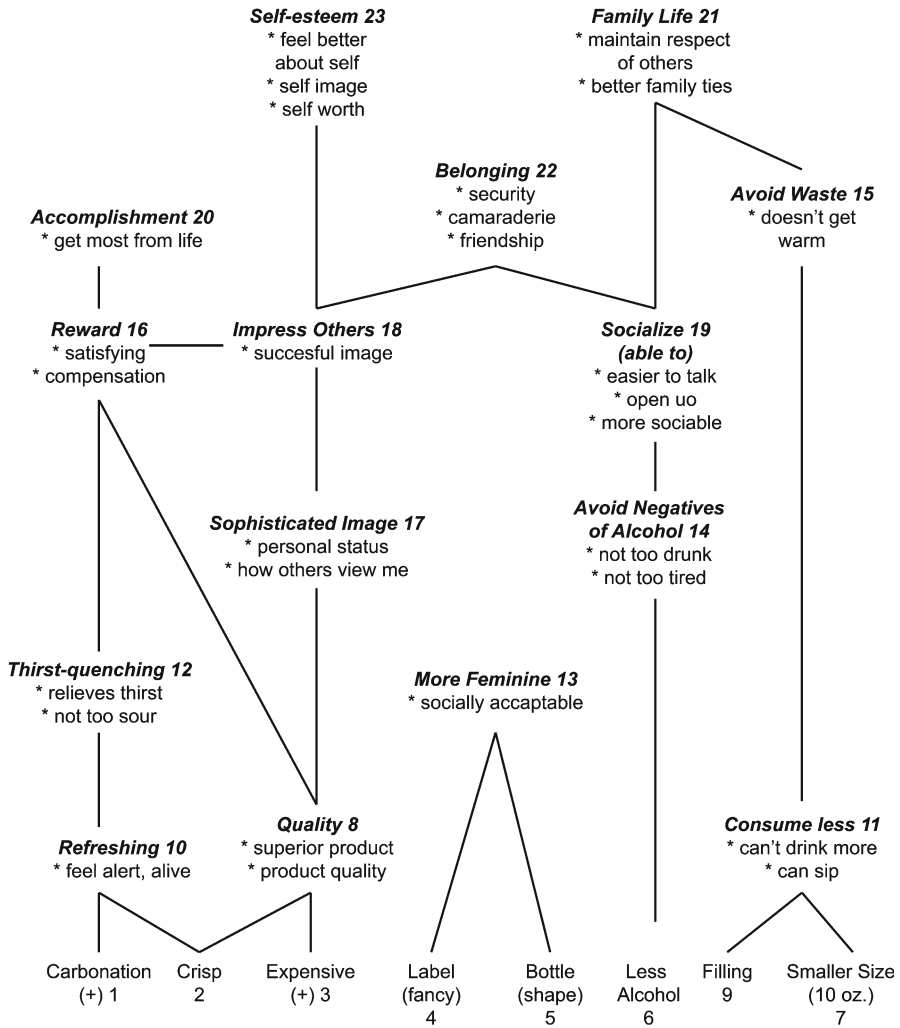 Self-esteem 23
* feel better
about self
* self image
* self worth
Family Life 21
* maintain respect
of others
* better family ties
Belonging 22
* security
* camaraderie
* friendship
Avoid Waste 15
* doesn't get
warm
Accomplishment 20
* get most from life
Reward 16
* satisfying
* compensation
Impress Others 18
* succesful image
Socialize 19
(able to)
* easier to talk
* open uo
* more sociable
Sophisticated Image 17
* personal status
* how others view me
Avoid Negatives
of Alcohol 14
* not too drunk
* not too tired
Thirst-quenching 12
* relieves thirst
* not too sour
More Feminine 13
* socially accaptable
Refreshing 10
* feel alert, alive
Quality 8
* superior product
* product quality
Consume less 11
* can't drink more
* can sip
Carbonation
(+) 1
Crisp
2
Expensive
(+) 3
Label
(fancy)
4
Bottle
(shape)
5
Less
Alcohol
6
Filling
9
Smaller Size
(10 oz.)
7